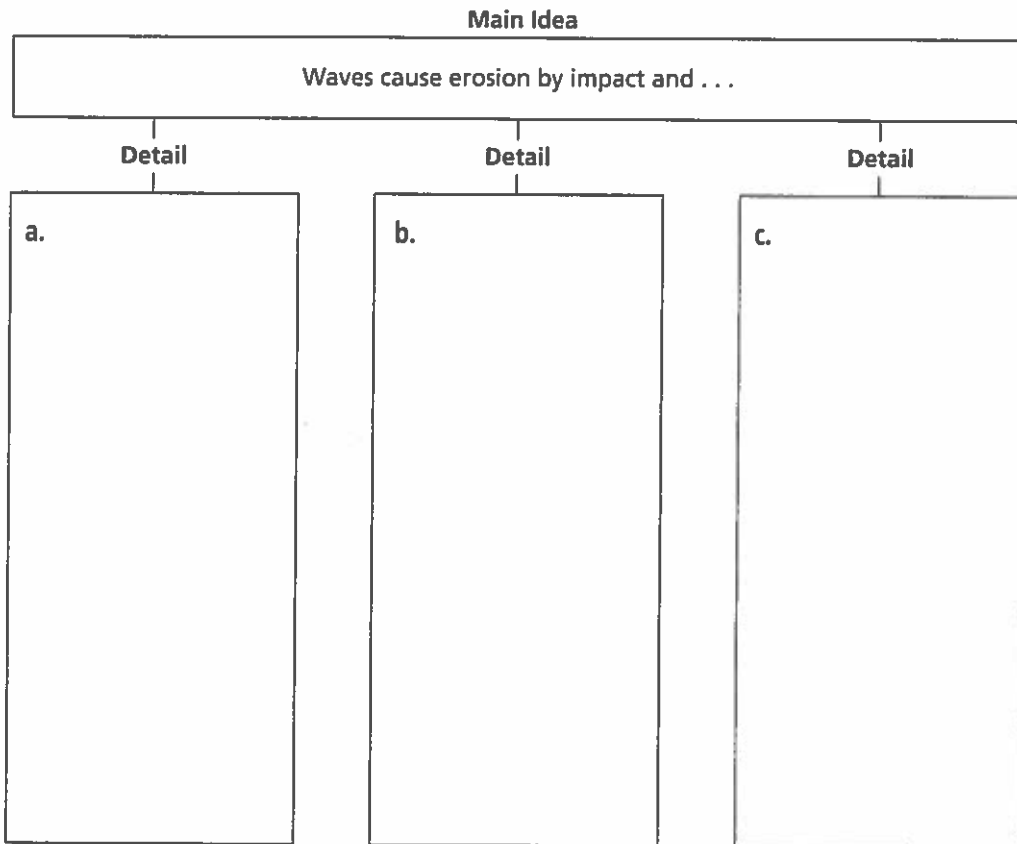 Main Idea
Waves cause erosion by impact and . . .
Detail
Detail
Detail
a.
b.
c.